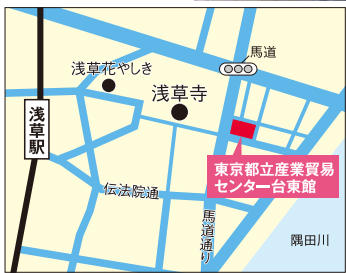 馬道
浅草花やしき
浅草寺
浅草駅
東京都立産業貿易
センター台東館
伝法院通
馬道通り
隅田川